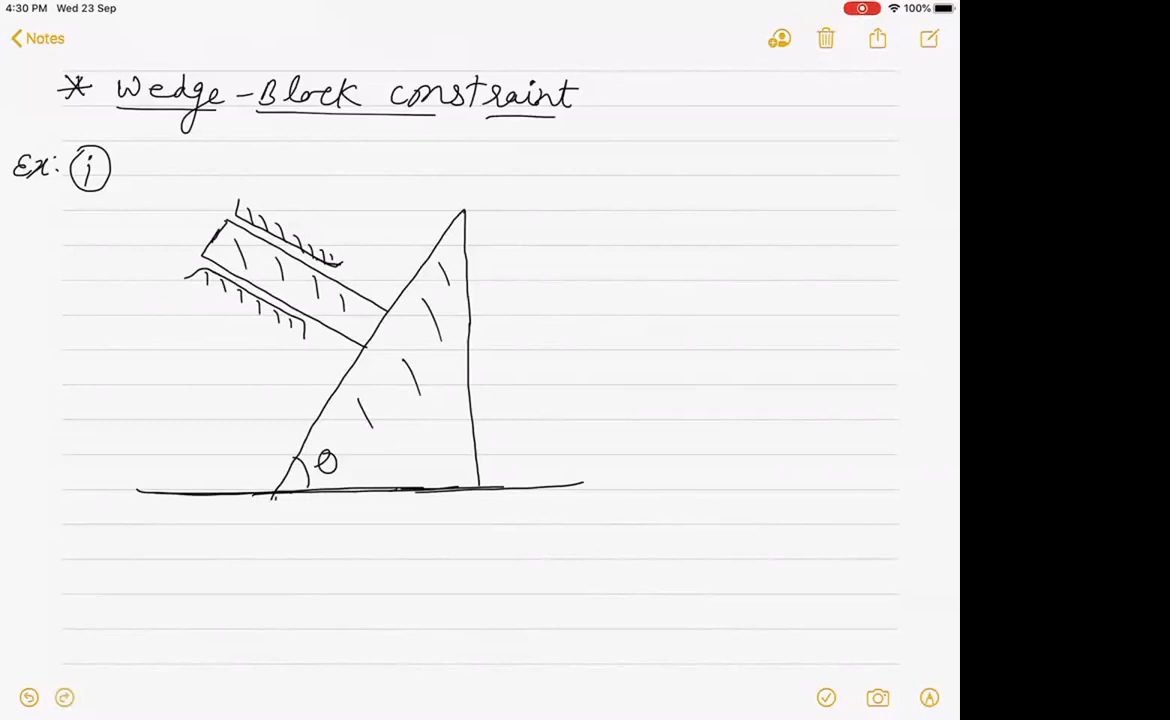 4:30 PM Wed 23 Sep
100%
Notes
* Wedge - Block constraint
Ex: i
θ